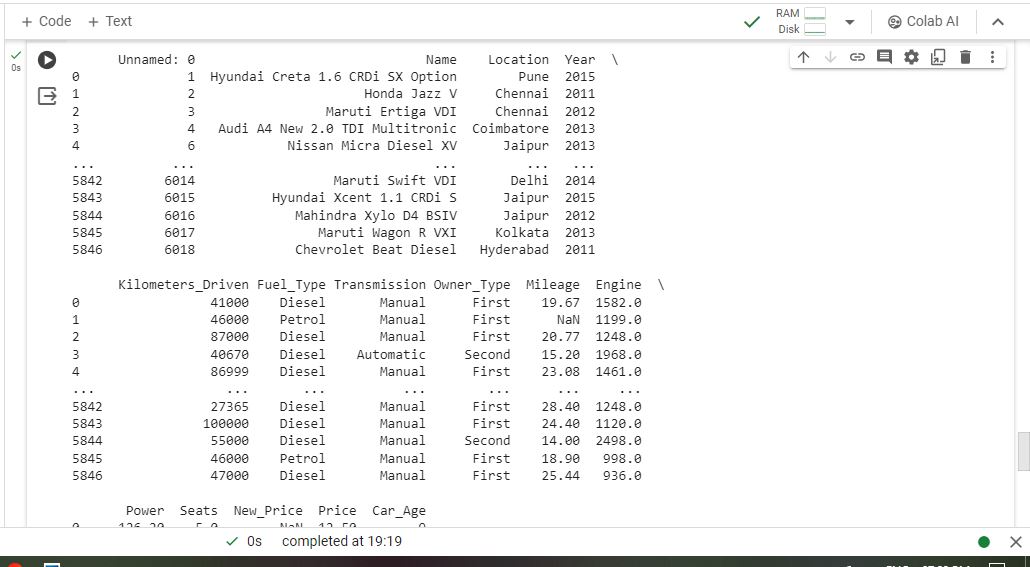 + Code + Text
RAM
Disk
Colab AI
0s
Unnamed: 0 Name Location Year \
0 1 Hyundai Creta 1.6 CRDi SX Option Pune 2015
1 2 Honda Jazz V Chennai 2011
2 3 Maruti Ertiga VDI Chennai 2012
3 4 Audi A4 New 2.0 TDI Multitronic Coimbatore 2013
4 6 Nissan Micra Diesel XV Jaipur 2013
... ... ... ... ...
5842 6014 Maruti Swift VDI Delhi 2014
5843 6015 Hyundai Xcent 1.1 CRDi S Jaipur 2015
5844 6016 Mahindra Xylo D4 BSIV Jaipur 2012
5845 6017 Maruti Wagon R VXI Kolkata 2013
5846 6018 Chevrolet Beat Diesel Hyderabad 2011
Kilometers_Driven Fuel_Type Transmission Owner_Type Mileage Engine \
0 41000 Diesel Manual First 19.67 1582.0
1 46000 Petrol Manual First NaN 1199.0
2 87000 Diesel Manual First 20.77 1248.0
3 40670 Diesel Automatic Second 15.20 1968.0
4 86999 Diesel Manual First 23.08 1461.0
... ... ... ... ... ... ...
5842 27365 Diesel Manual First 28.40 1248.0
5843 100000 Diesel Manual First 24.40 1120.0
5844 55000 Diesel Manual Second 14.00 2498.0
5845 46000 Petrol Manual First 18.90 998.0
5846 47000 Diesel Manual First 25.44 936.0
Power Seats New_Price Price Car_Age
0s completed at 19:19